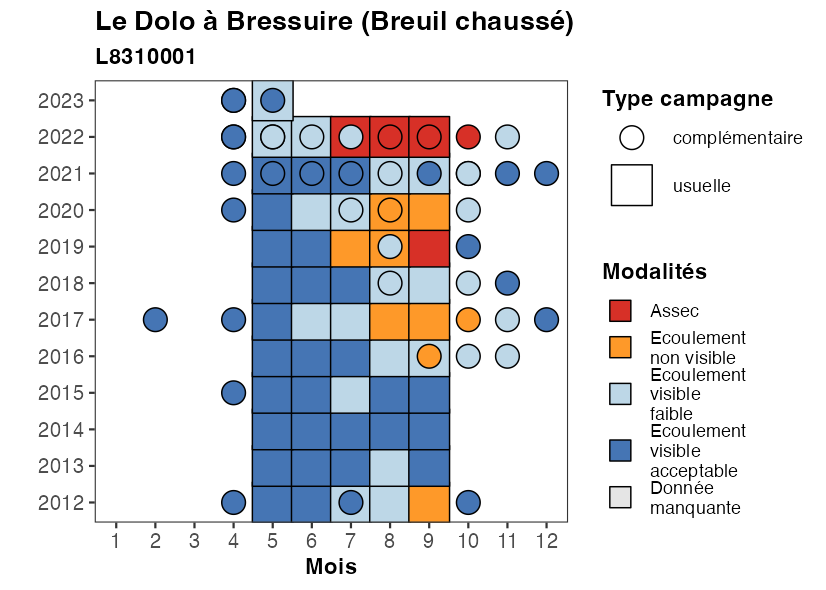 Le Dolo à Bressuire (Breuil chaussé)
L8310001
2023
2022
2021
2020
2019
2018
2017
2016
2015
2014
2013
2012
1 2 3 4 5 6 7 8 9 10 11 12
Mois
Type campagne
complémentaire
usuelle
Modalités
Assec
Ecoulement
non visible
Ecoulement
visible
faible
Ecoulement
visible
acceptable
Donnée
manquante